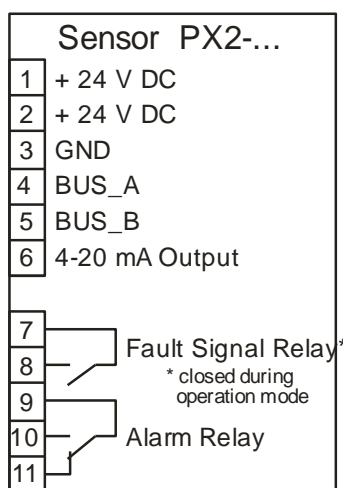 Sensor PX2-...
1 + 24 V DC
2 + 24 V DC
3 GND
4 BUS_A
5 BUS_B
6 4-20 mA Output
7
Fault Signal Relay*
8
* closed during
operation mode
9
10 Alarm Relay
11